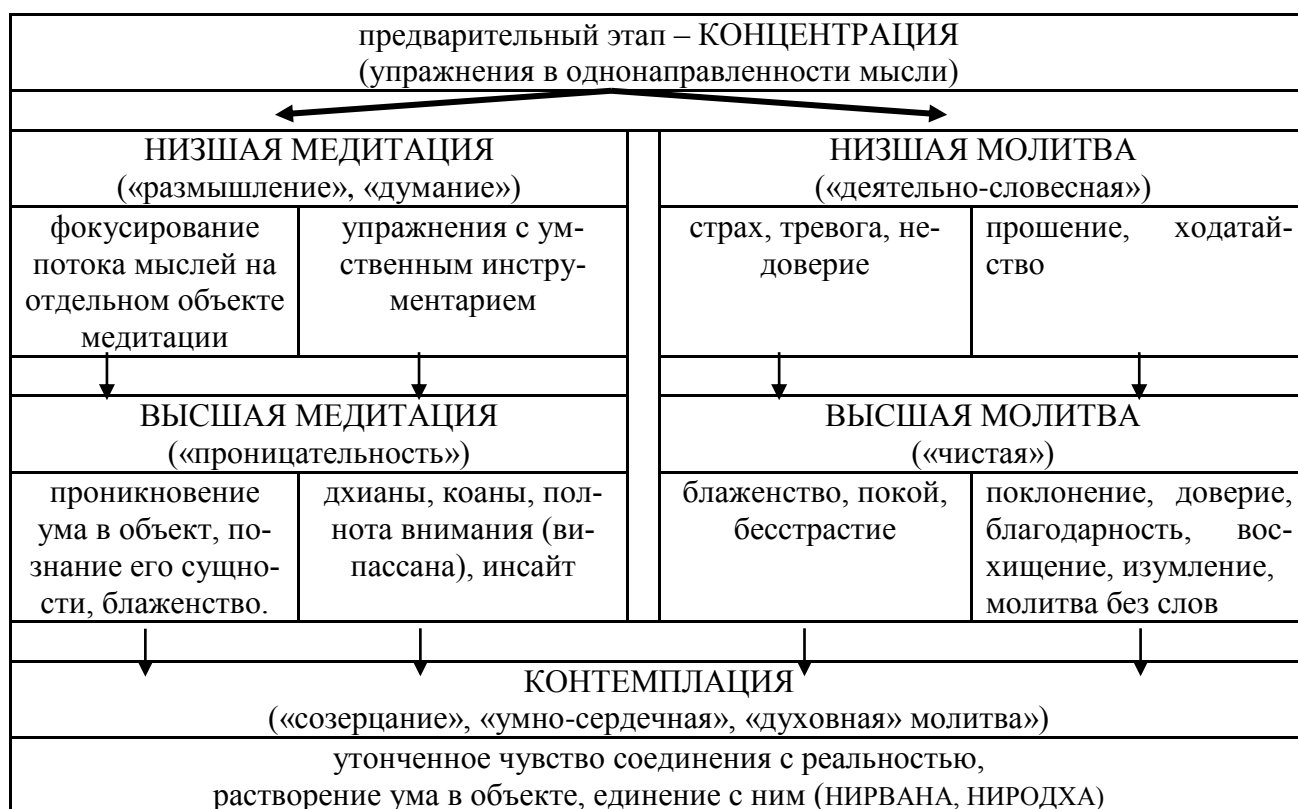 предварительный этап – КОНЦЕНТРАЦИЯ
(упражнения в однонаправленности мысли)
НИЗШАЯ МЕДИТАЦИЯ
(«размышление», «думание»)
фокусирование
потока мыслей на
отдельном объекте
медитации
упражнения с ум-
ственным инстру-
ментарием
НИЗШАЯ МОЛИТВА
(«деятельно-словесная»)
страх, тревога, не-
доверие
прошение, ходатай-
ство
ВЫСШАЯ МЕДИТАЦИЯ
(«проницательность»)
проникновение
ума в объект, по-
знание его сущно-
сти, блаженство.
дхианы, коаны, пол-
нота внимания (ви-
пассана), инсайт
ВЫСШАЯ МОЛИТВА
(«чистая»)
блаженство, покой,
бесстрастие
поклонение, доверие,
благодарность, вос-
хищение, изумление,
молитва без слов
КОНТЕМПЛАЦИЯ
(«созерцание», «умно-сердечная», «духовная» молитва»)
утонченное чувство соединения с реальностью,
растворение ума в объекте, единение с ним (НИРВАНА, НИРОДХА)